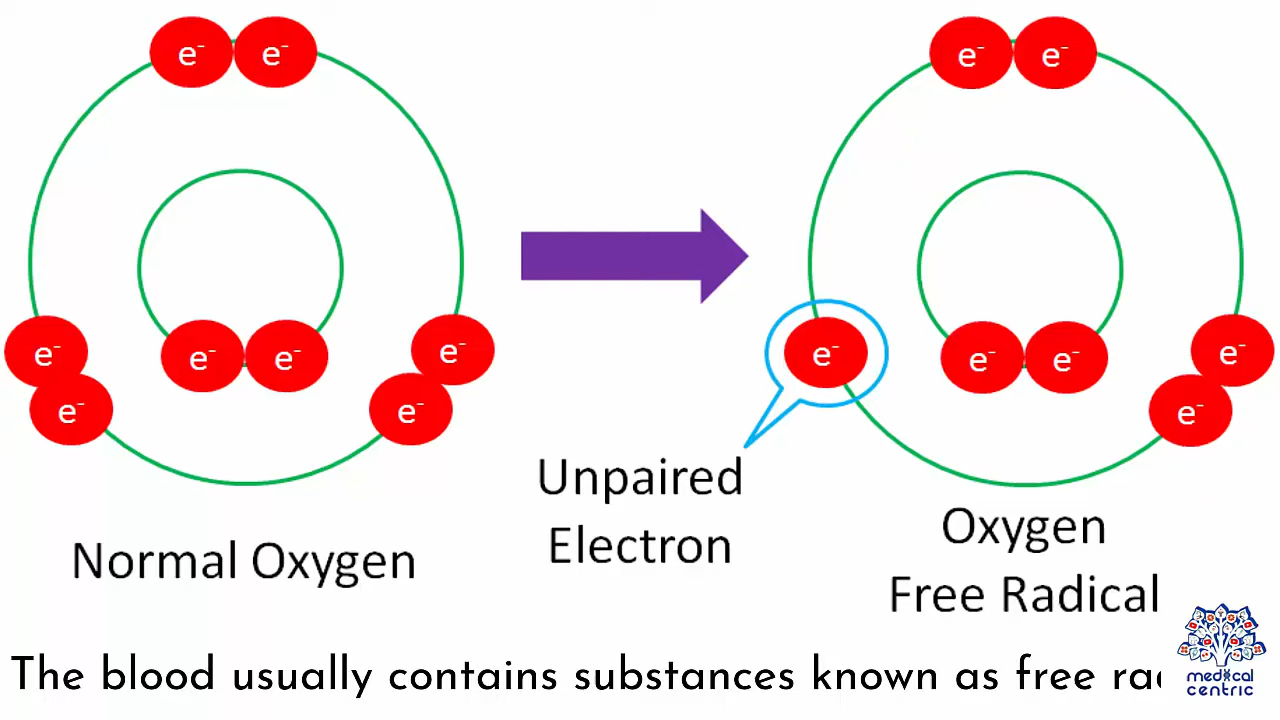 e⁻ e⁻
e⁻ e⁻
e⁻ e⁻
e⁻ e⁻
e⁻ e⁻
e⁻
e⁻ e⁻
e⁻ e⁻
Unpaired
Electron
Normal Oxygen
Oxygen
Free Radical
The blood usually contains substances known as free
medical
centric